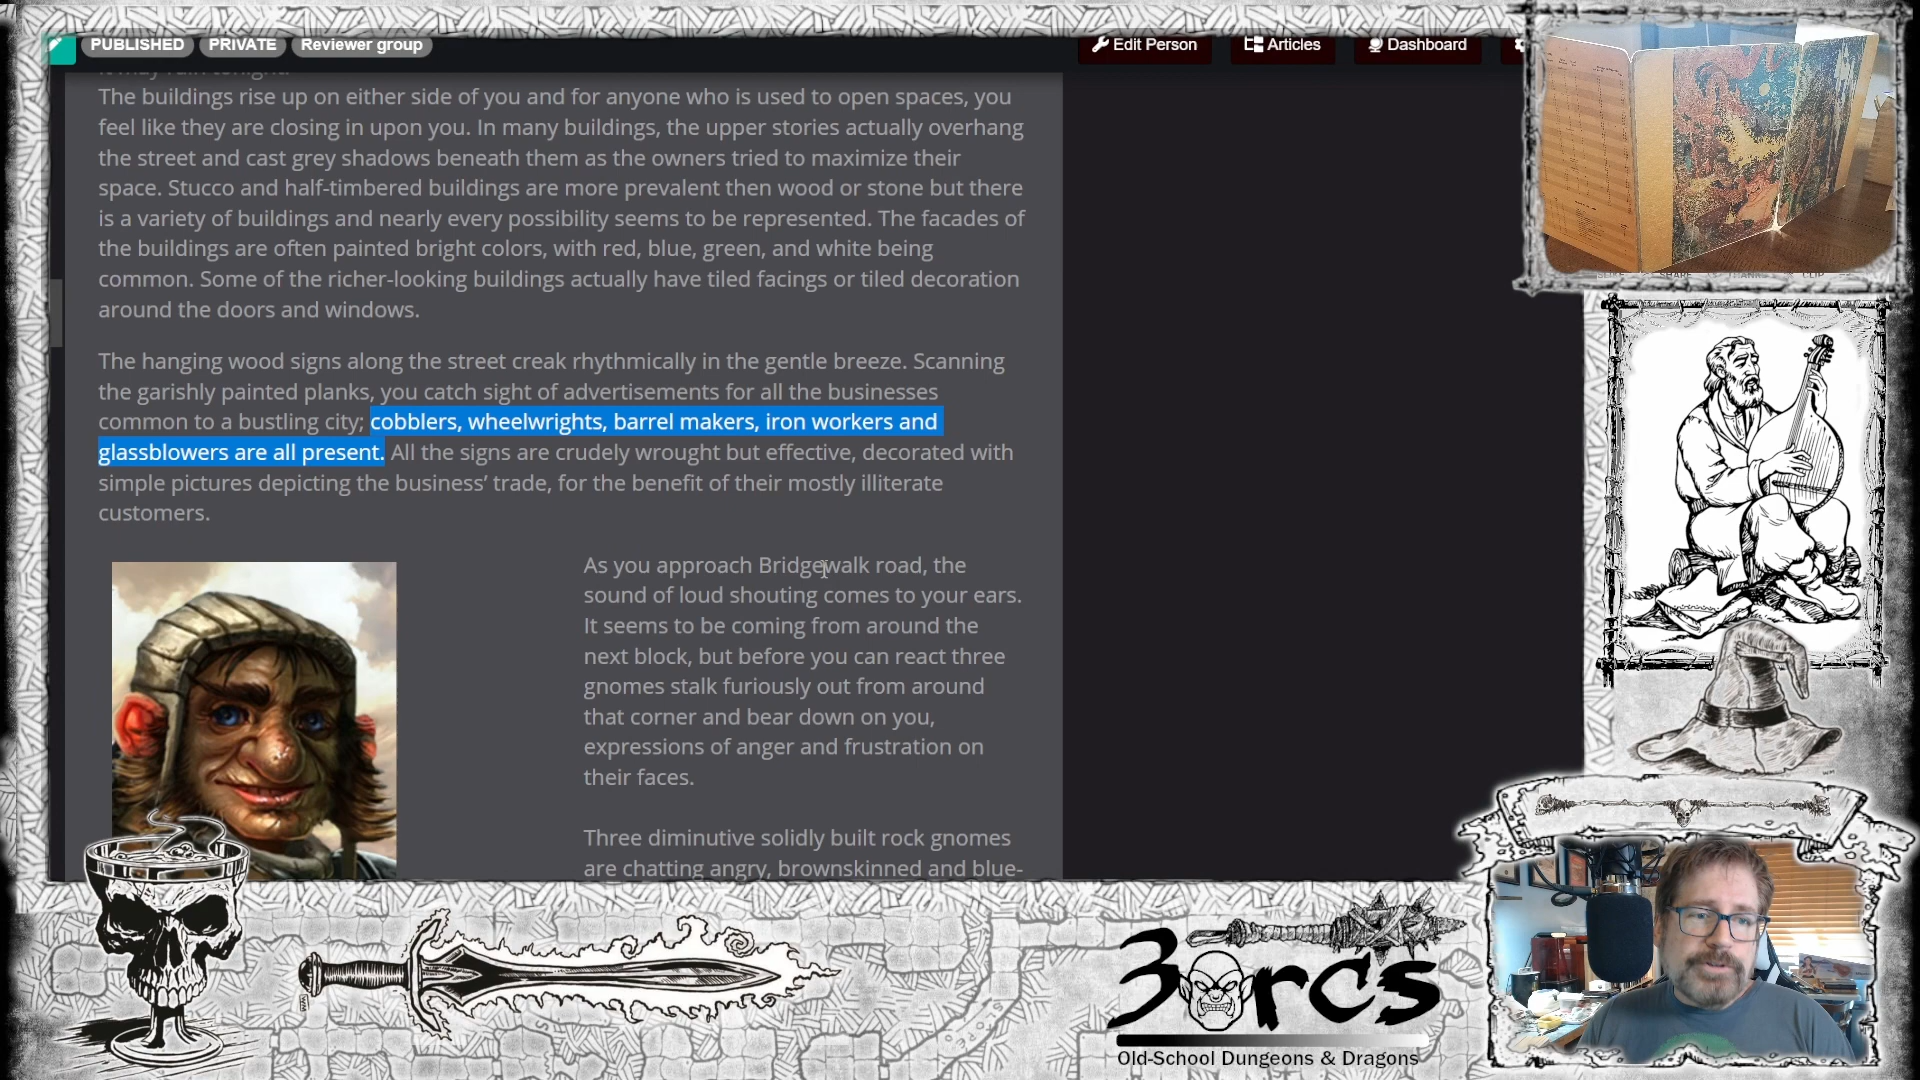 PUBLISHED PRIVATE Reviewer group
Edit Person Articles Dashboard
it may rain tonight
The buildings rise up on either side of you and for anyone who is used to open spaces, you
feel like they are closing in upon you. In many buildings, the upper stories actually overhang
the street and cast grey shadows beneath them as the owners tried to maximize their
space. Stucco and half-timbered buildings are more prevalent then wood or stone but there
is a variety of buildings and nearly every possibility seems to be represented. The facades of
the buildings are often painted bright colors, with red, blue, green, and white being
common. Some of the richer-looking buildings actually have tiled facings or tiled decoration
around the doors and windows.
The hanging wood signs along the street creak rhythmically in the gentle breeze. Scanning
the garishly painted planks, you catch sight of advertisements for all the businesses
common to a bustling city; cobblers, wheelwrights, barrel makers, iron workers and
glassblowers are all present. All the signs are crudely wrought but effective, decorated with
simple pictures depicting the business’ trade, for the benefit of their mostly illiterate
customers.
As you approach Bridgewalk road, the
sound of loud shouting comes to your ears.
It seems to be coming from around the
next block, but before you can react three
gnomes stalk furiously out from around
that corner and bear down on you,
expressions of anger and frustration on
their faces.
Three diminutive solidly built rock gnomes
are chatting angry, brownskinned and blue-
3orcs
Old-School Dungeons & Dragons